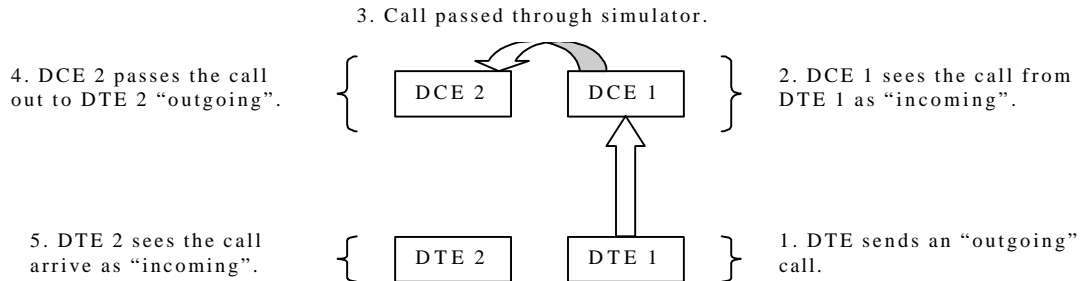 3. Call passed through simulator.
4. DCE 2 passes the call
out to DTE 2 “outgoing”.
DCE 2
DCE 1
2. DCE 1 sees the call from
DTE 1 as “incoming”.
5. DTE 2 sees the call
arrive as “incoming”.
DTE 2
DTE 1
1. DTE sends an “outgoing”
call.